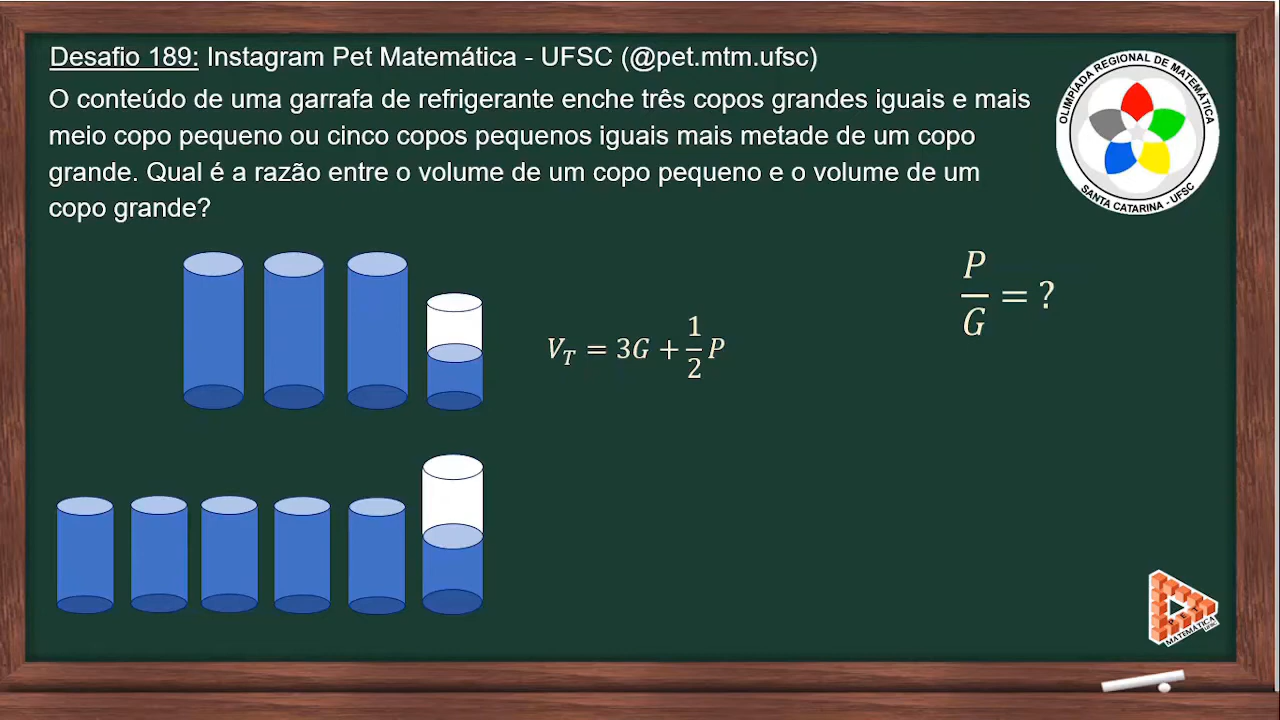 Desafio 189: Instagram Pet Matemática - UFSC (@pet.mtm.ufsc)
O conteúdo de uma garrafa de refrigerante enche três copos grandes iguais e mais
meio copo pequeno ou cinco copos pequenos iguais mais metade de um copo
grande. Qual é a razão entre o volume de um copo pequeno e o volume de um
copo grande?
OLIMPÍADA REGIONAL DE MATEMÁTICA
SANTA CATARINA - UFSC
P/G = ?
V_T = 3G + 1/2 P
PET
MATEMÁTICA
UFSC